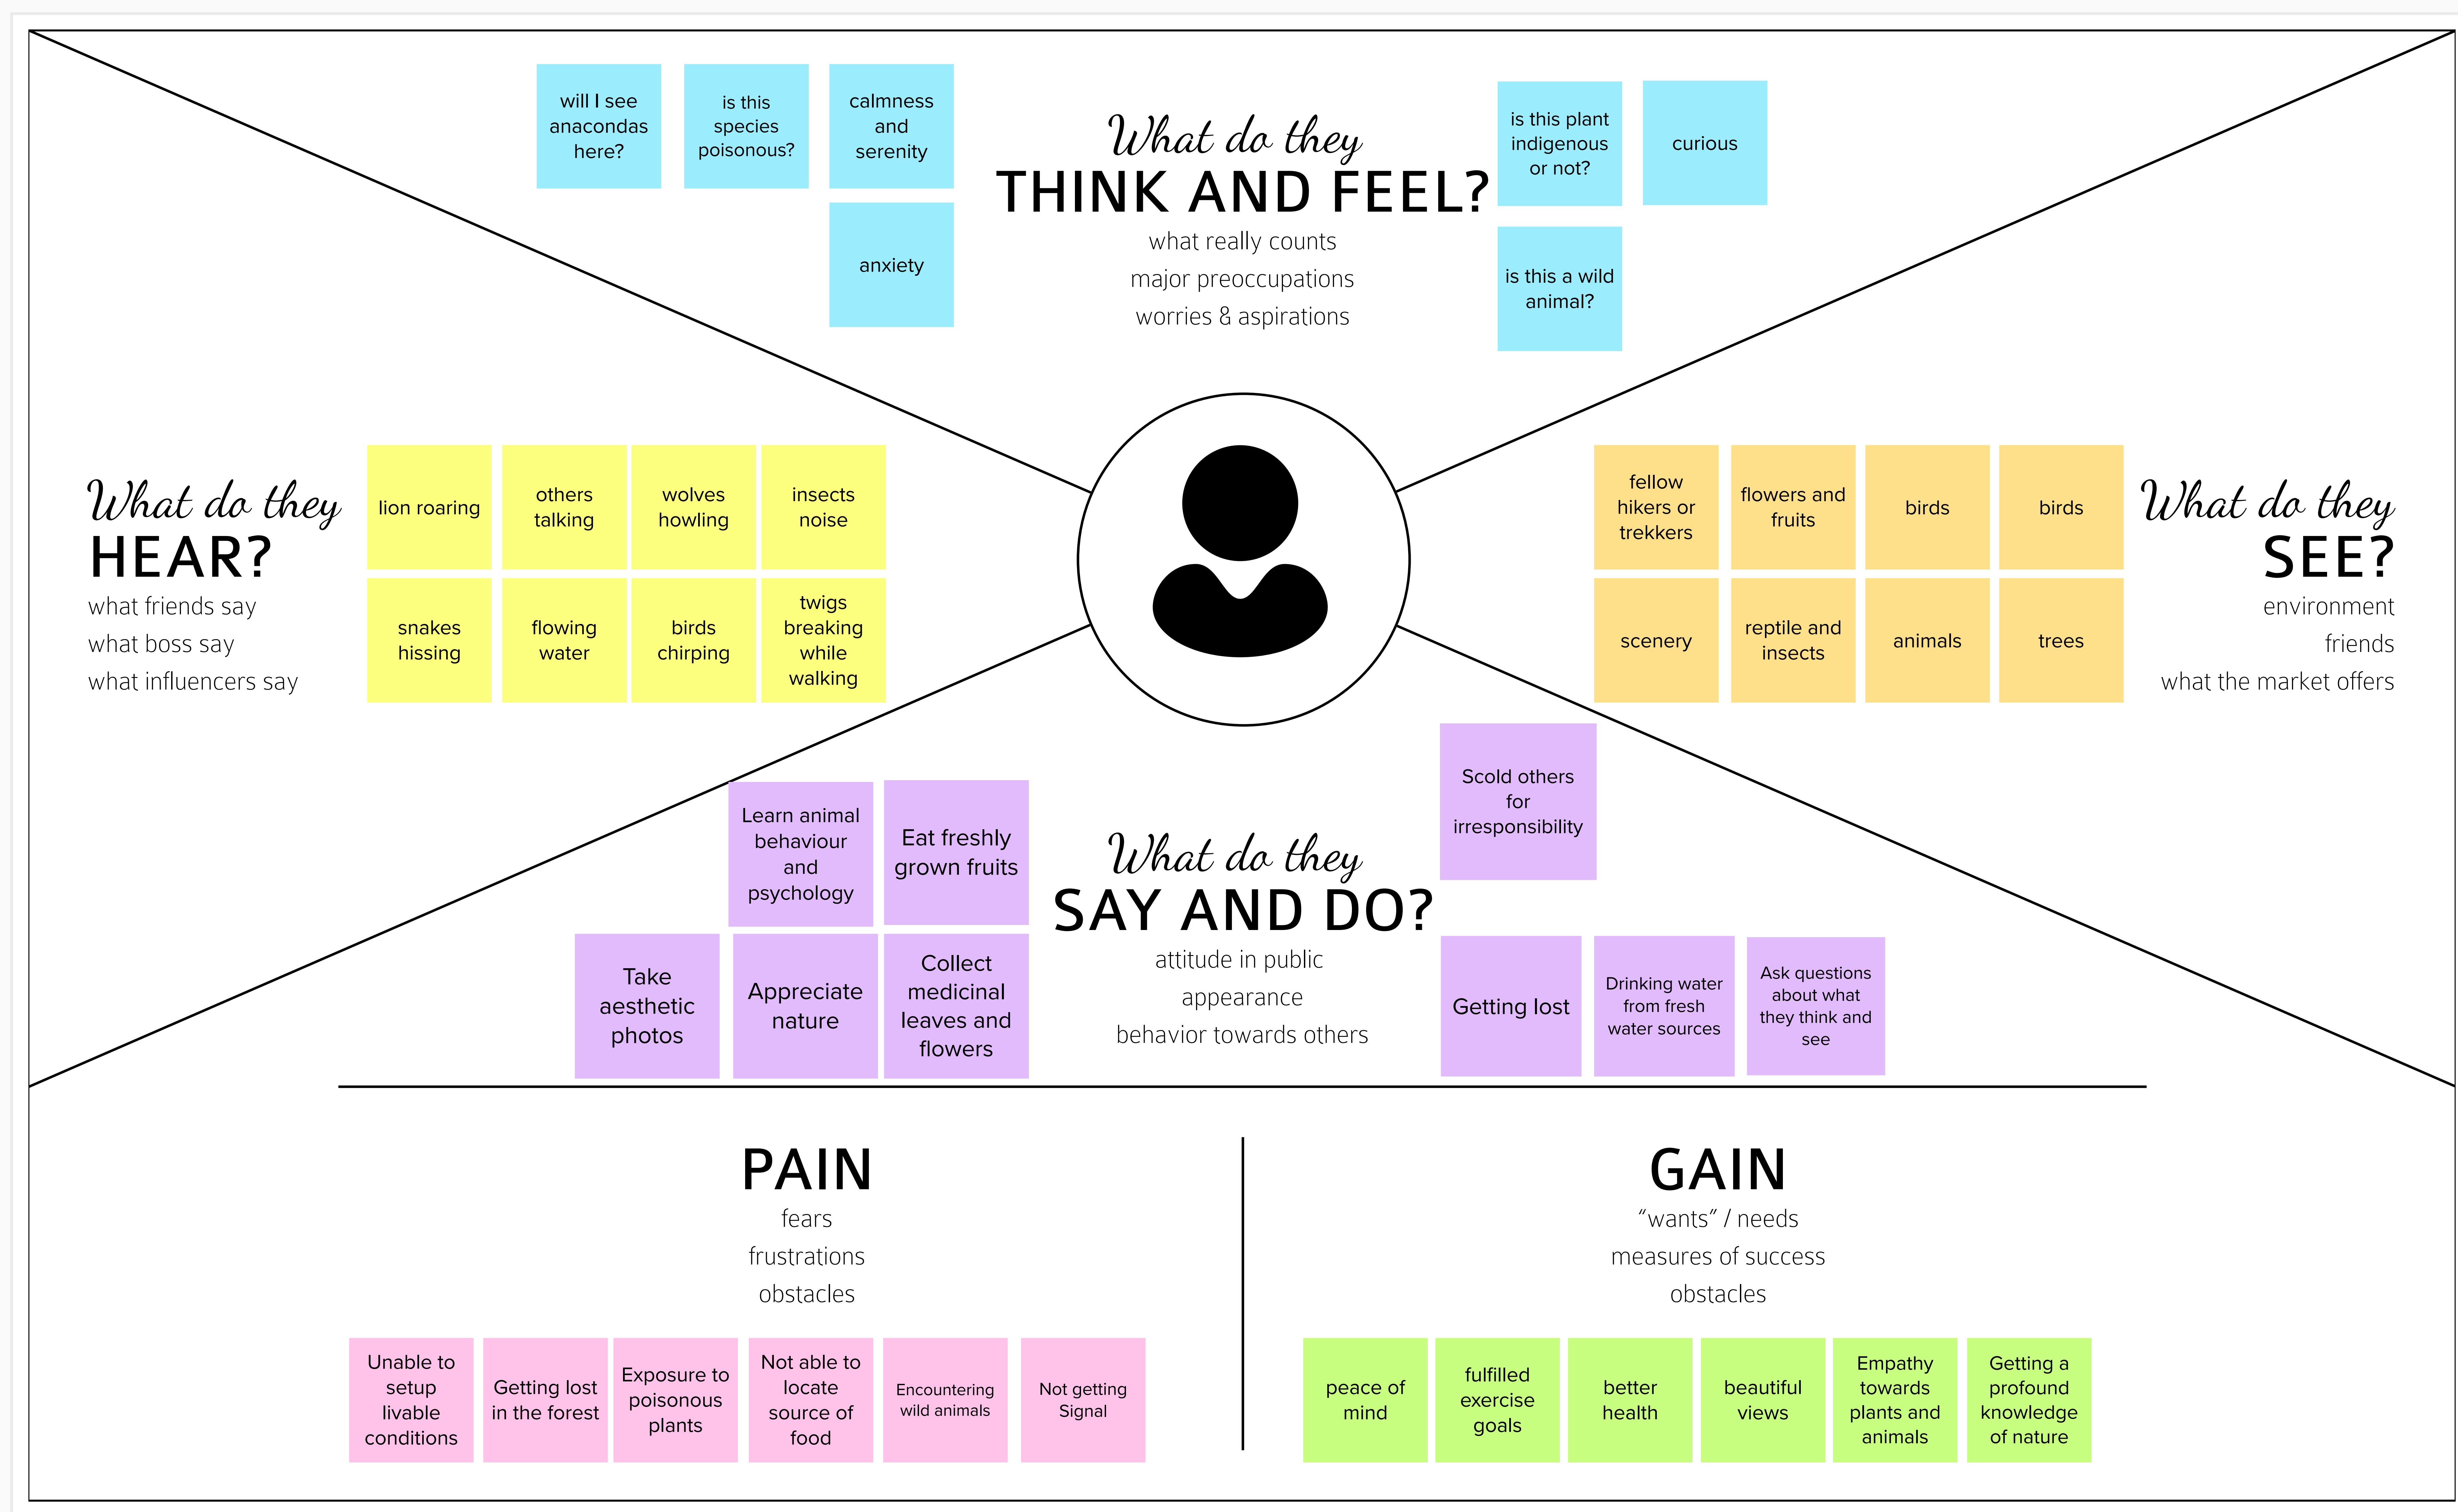 will I see
anacondas
here?
is this
species
poisonous?
calmness
and
serenity
anxiety
What do they
THINK AND FEEL?
what really counts
major preoccupations
worries & aspirations
is this plant
indigenous
or not?
curious
is this a wild
animal?
What do they
HEAR?
what friends say
what boss say
what influencers say
lion roaring
others
talking
wolves
howling
insects
noise
snakes
hissing
flowing
water
birds
chirping
twigs
breaking
while
walking
fellow
hikers or
trekkers
flowers and
fruits
birds
birds
scenery
reptile and
insects
animals
trees
What do they
SEE?
environment
friends
what the market offers
Learn animal
behaviour
and
psychology
Eat freshly
grown fruits
Take
aesthetic
photos
Appreciate
nature
Collect
medicinal
leaves and
flowers
What do they
SAY AND DO?
attitude in public
appearance
behavior towards others
Scold others
for
irresponsibility
Getting lost
Drinking water
from fresh
water sources
Ask questions
about what
they think and
see
PAIN
fears
frustrations
obstacles
Unable to
setup
livable
conditions
Getting lost
in the forest
Exposure to
poisonous
plants
Not able to
locate
source of
food
Encountering
wild animals
Not getting
Signal
GAIN
“wants” / needs
measures of success
obstacles
peace of
mind
fulfilled
exercise
goals
better
health
beautiful
views
Empathy
towards
plants and
animals
Getting a
profound
knowledge
of nature